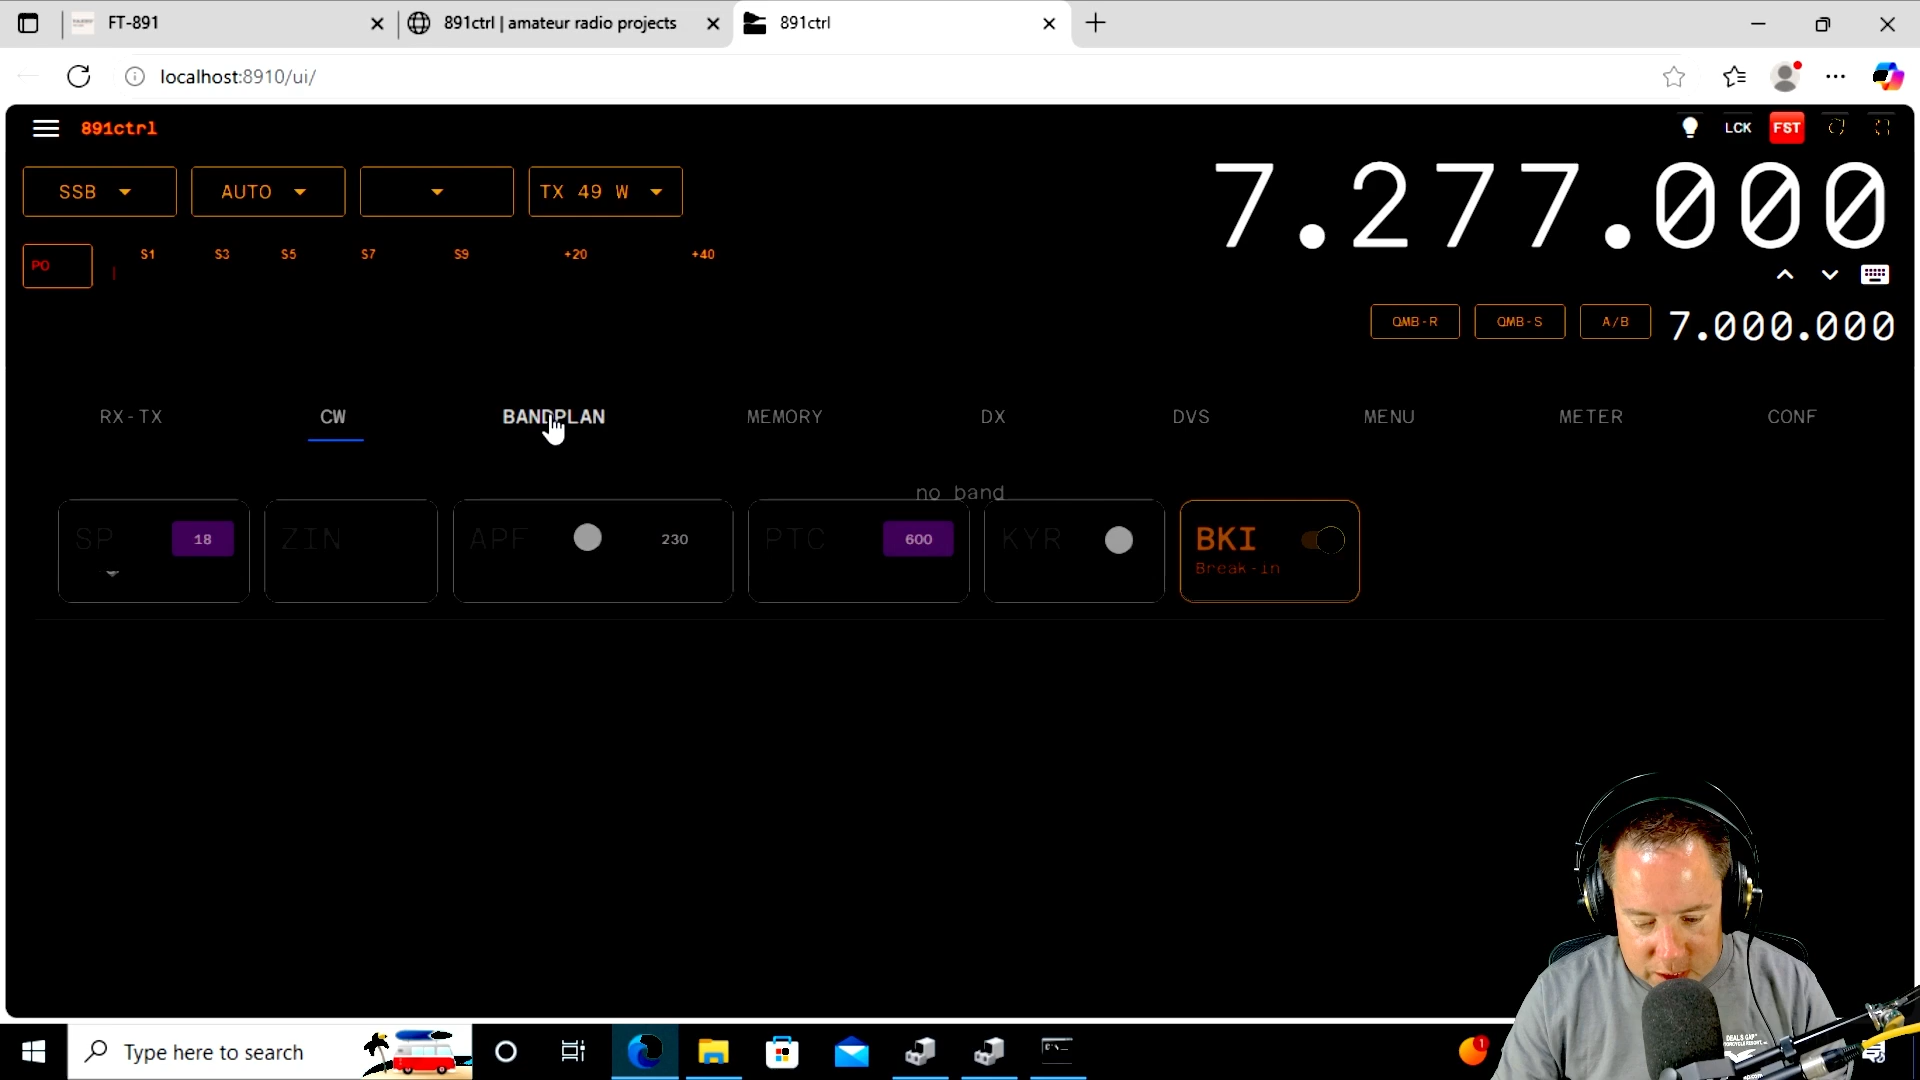 FT-891
891ctrl | amateur radio projects
891ctrl
localhost:8910/ui/
891ctrl
LCK FST
SSB AUTO TX 49 W
7.277.000
PO S1 S3 S5 S7 S9 +20 +40
QMB-R QMB-S A/B 7.000.000
RX-TX CW BANDPLAN MEMORY DX DVS MENU METER CONF
no band
SP 18 ZIN APF 230 PTC 600 KYR BKI
Break-in
Type here to search
1